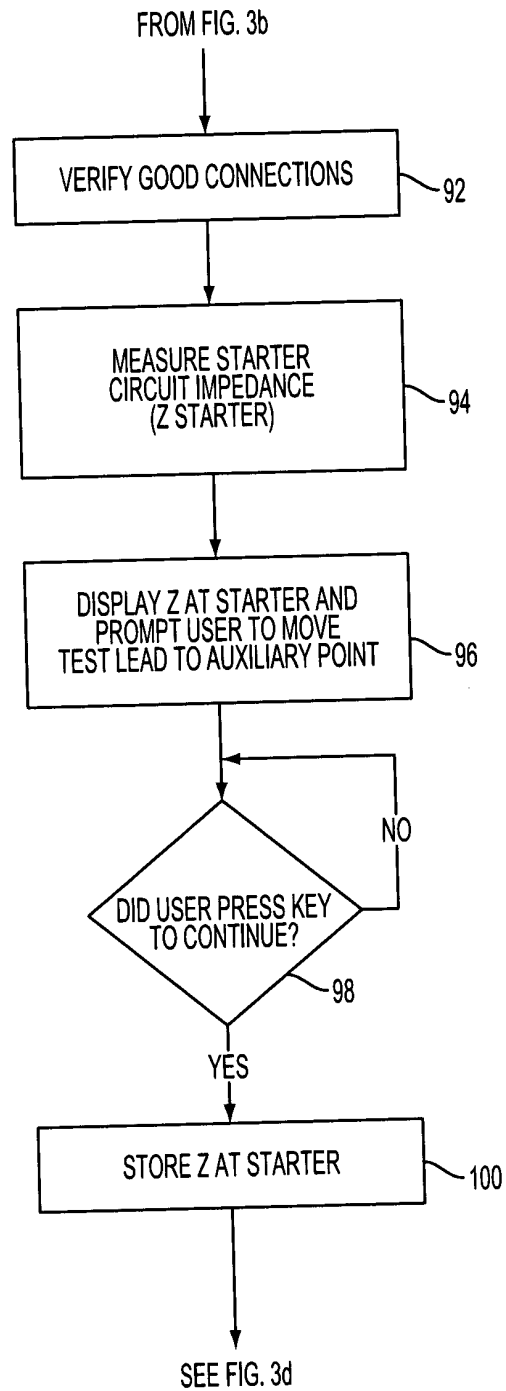 FROM FIG. 3b
VERIFY GOOD CONNECTIONS
92
MEASURE STARTER
CIRCUIT IMPEDANCE
(Z STARTER)
94
DISPLAY Z AT STARTER AND
PROMPT USER TO MOVE
TEST LEAD TO AUXILIARY POINT
96
NO
DID USER PRESS KEY
TO CONTINUE?
98
YES
STORE Z AT STARTER
100
SEE FIG. 3d